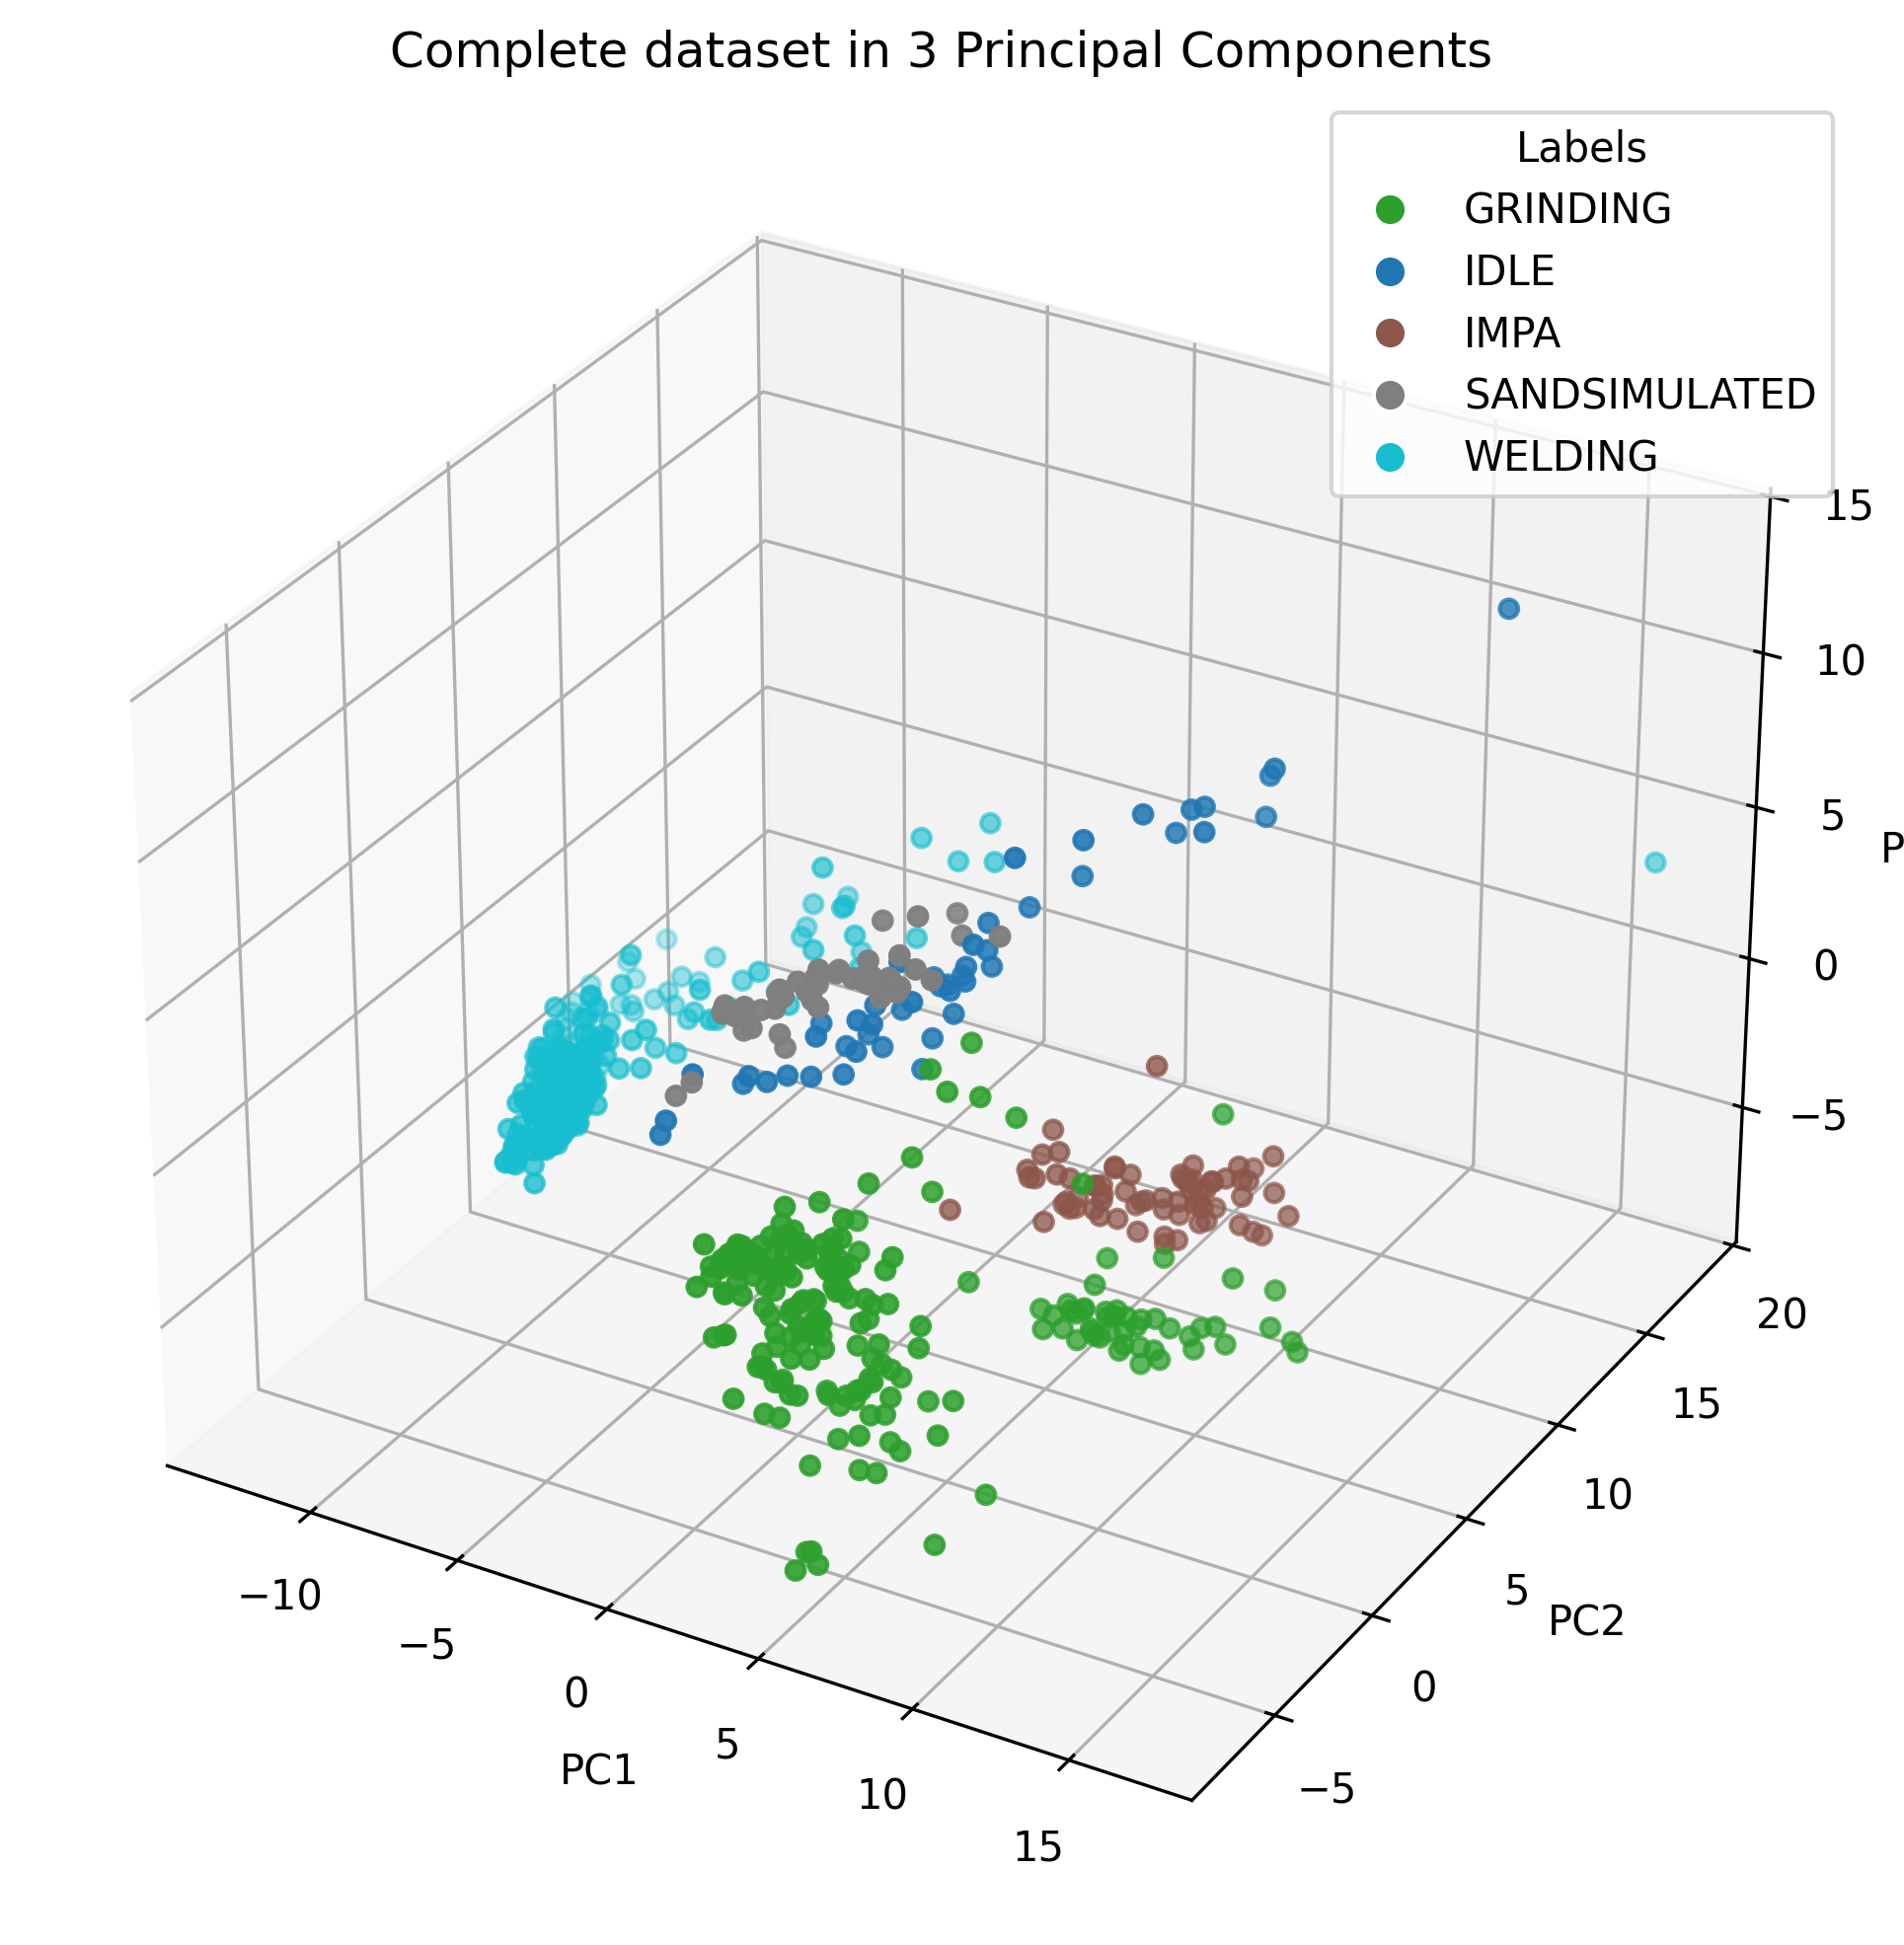 Complete dataset in 3 Principal Components
Labels
GRINDING
IDLE
IMPA
SANDSIMULATED
WELDING
15
10
5
P
0
−5
20
15
10
5
PC2
0
−5
−10
−5
0
5
PC1
10
15